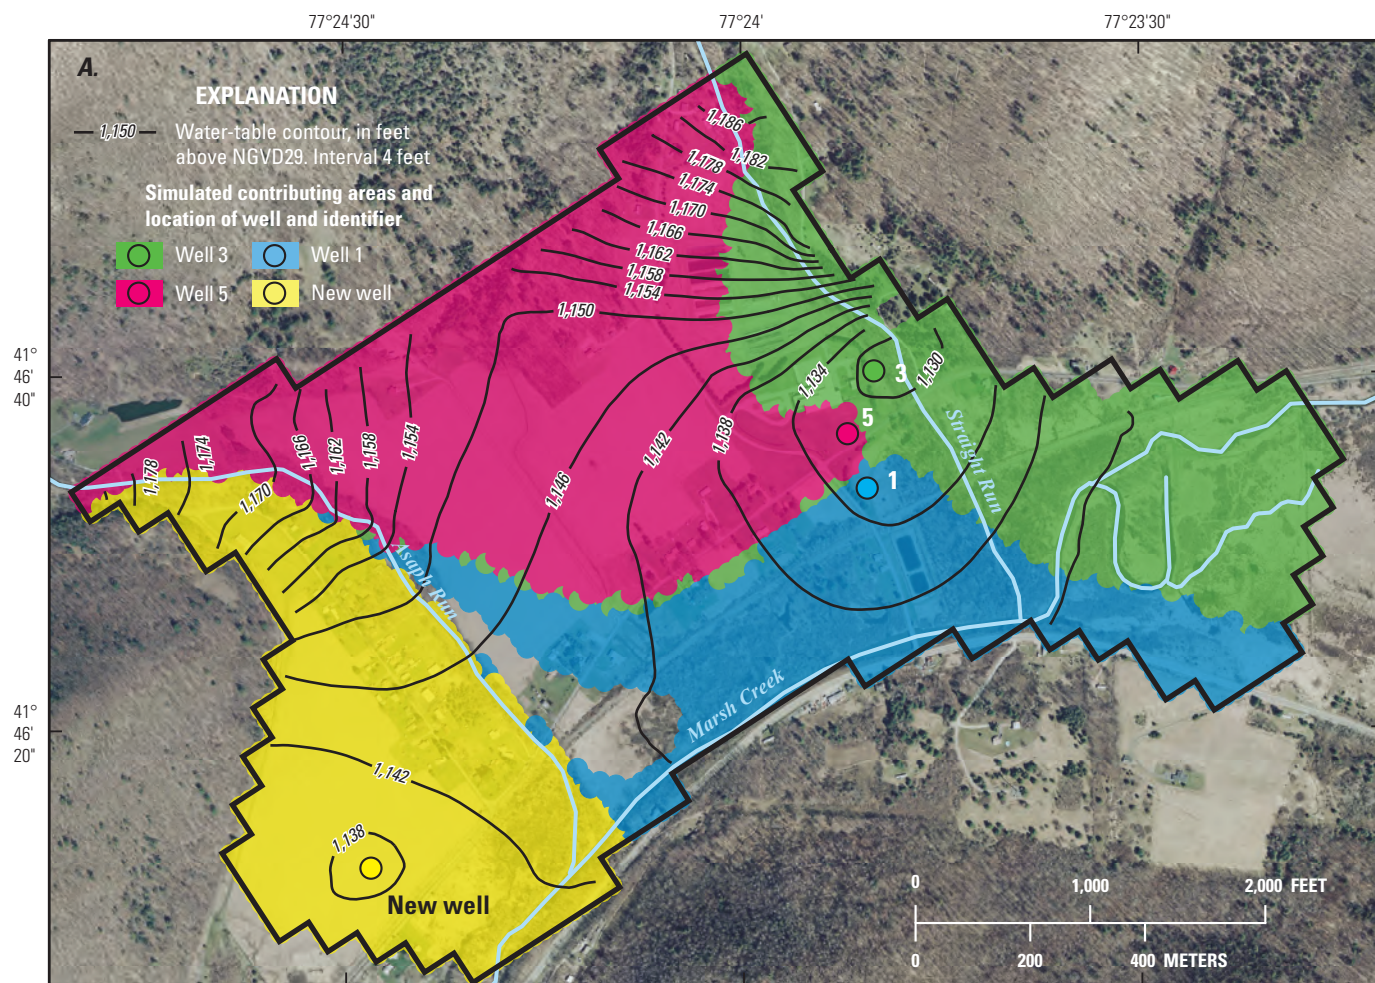 77°24'30"
77°24'
77°23'30"
A.
EXPLANATION
1,150
Water-table contour, in feet
above NGVD29. Interval 4 feet
Simulated contributing areas and
location of well and identifier
Well 3
Well 1
Well 5
New well
1,186
1,182
1,178
1,174
1,170
1,166
1,162
1,158
1,154
1,150
41°
46'
40"
1,134
3
1,130
5
1
Straight Run
1,138
1,142
1,146
1,154
1,158
1,162
1,166
1,170
1,174
1,178
Asaph Run
Marsh Creek
41°
46'
20"
1,142
1,138
New well
0
1,000
2,000 FEET
0
200
400 METERS